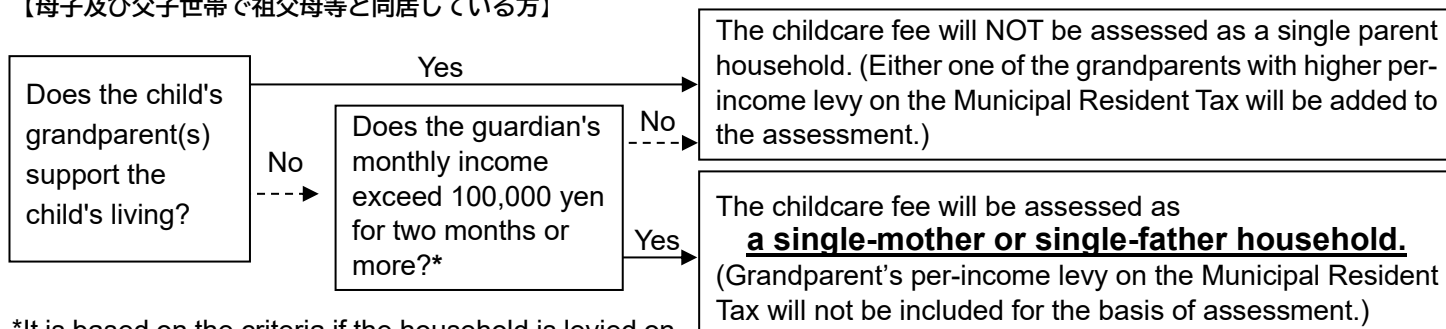 【母子及び父子世帯で祖父母等と同居している方】
Does the child's
grandparent(s)
support the
child's living?
Yes
No
Does the guardian's
monthly income
exceed 100,000 yen
for two months or
more?*
No
Yes
The childcare fee will NOT be assessed as a single parent
household. (Either one of the grandparents with higher per-
income levy on the Municipal Resident Tax will be added to
the assessment.)
The childcare fee will be assessed as
a single-mother or single-father household.
(Grandparent's per-income levy on the Municipal Resident
Tax will not be included for the basis of assessment.)
*It is based on the criteria if the household is levied on